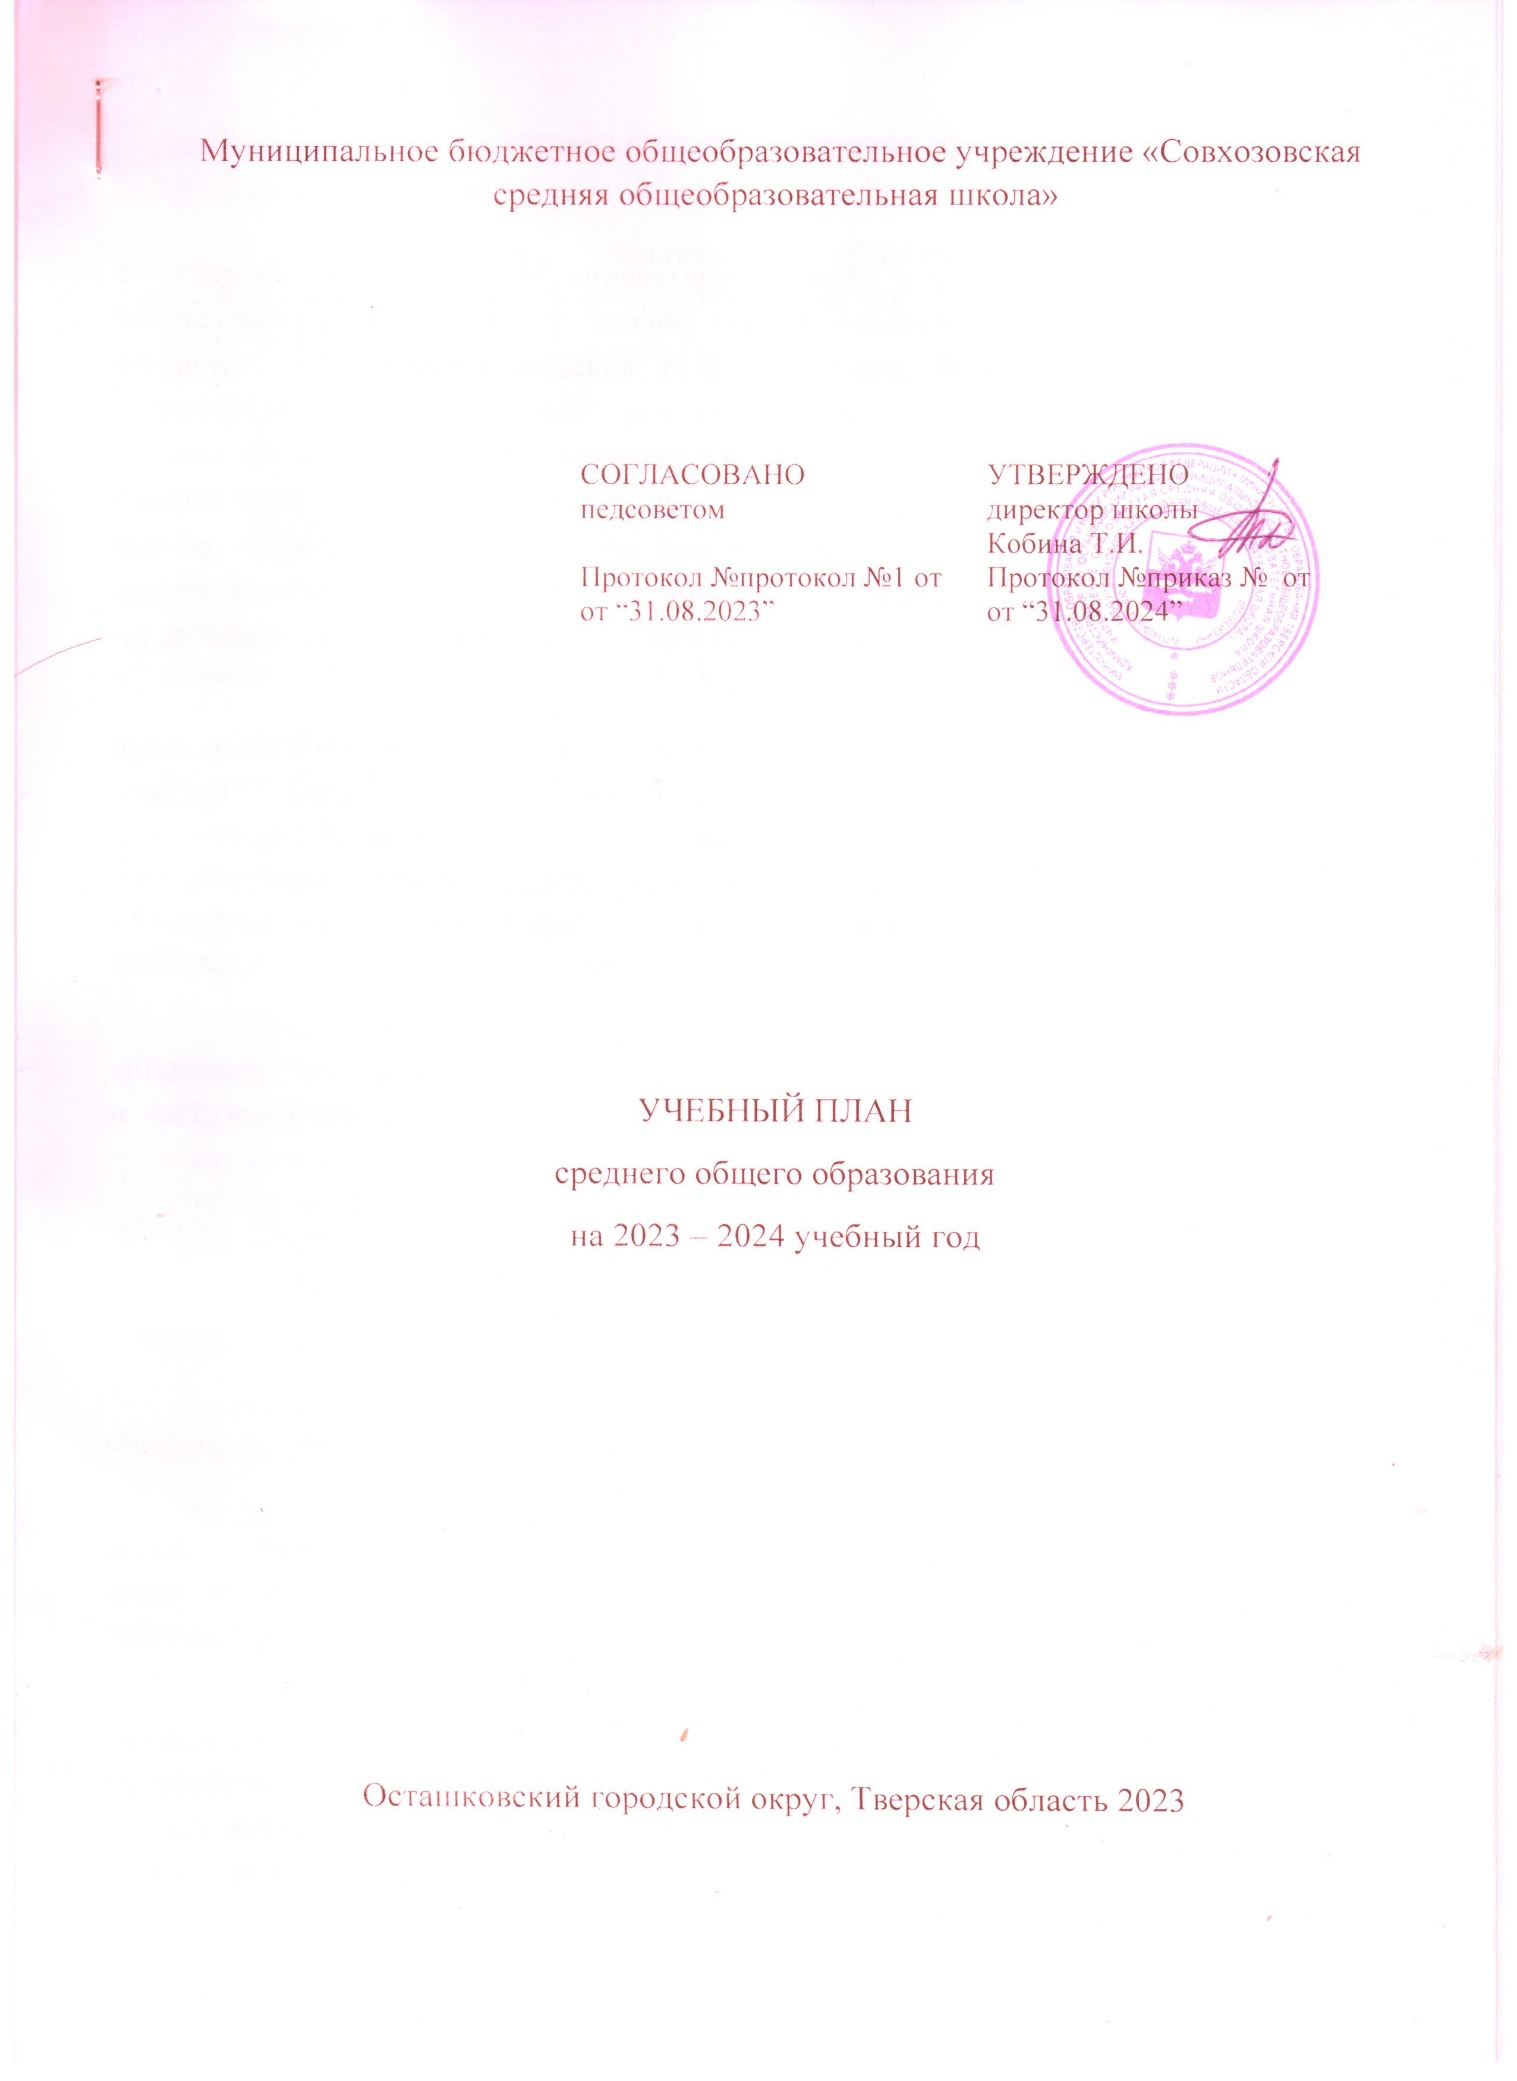 Муниципальное бюджетное общеобразовательное учреждение «Совхозовская
средняя общеобразовательная школа»
СОГЛАСОВАНО
педсоветом
Протокол №протокол №1 от
от “31.08.2023”
УТВЕРЖДЕНО
директор школы
Кобина Т.И.
Протокол №приказ № от
от “31.08.2024”
УЧЕБНЫЙ ПЛАН
среднего общего образования
на 2023 – 2024 учебный год
Осташковский городской округ, Тверская область 2023